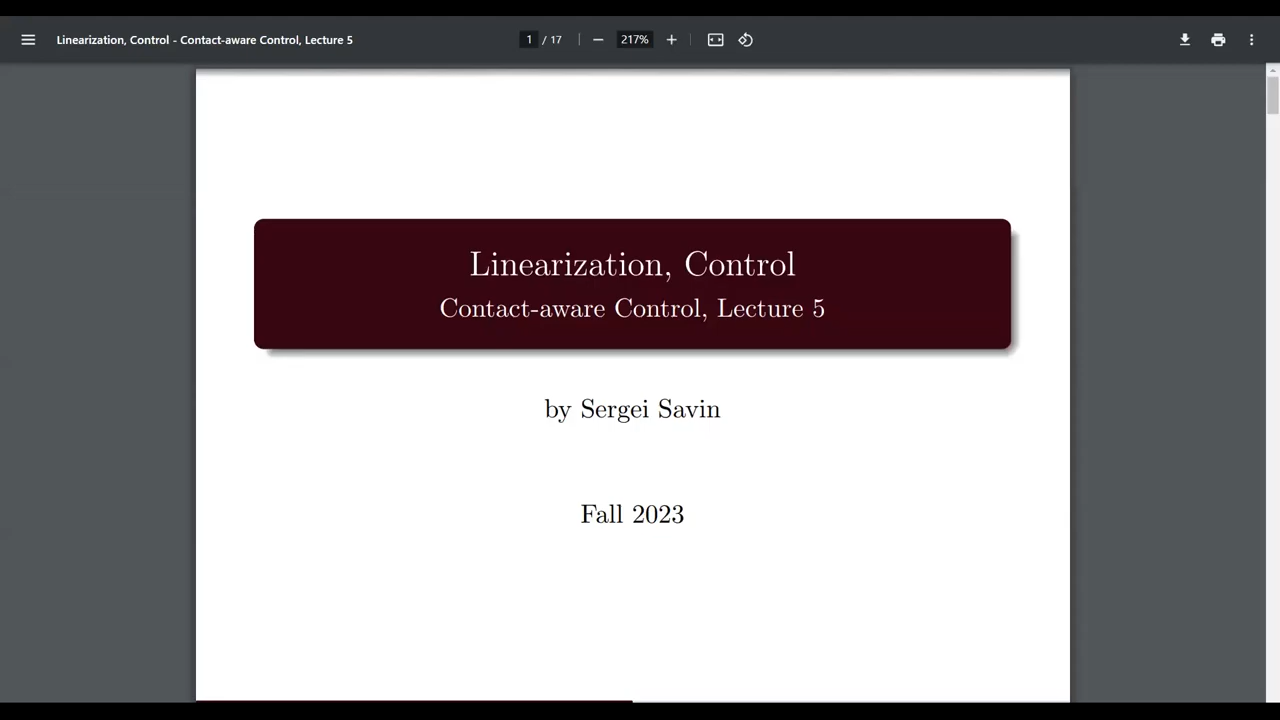 Linearization, Control - Contact-aware Control, Lecture 5
1 / 17
217%
Linearization, Control
Contact-aware Control, Lecture 5
by Sergei Savin
Fall 2023